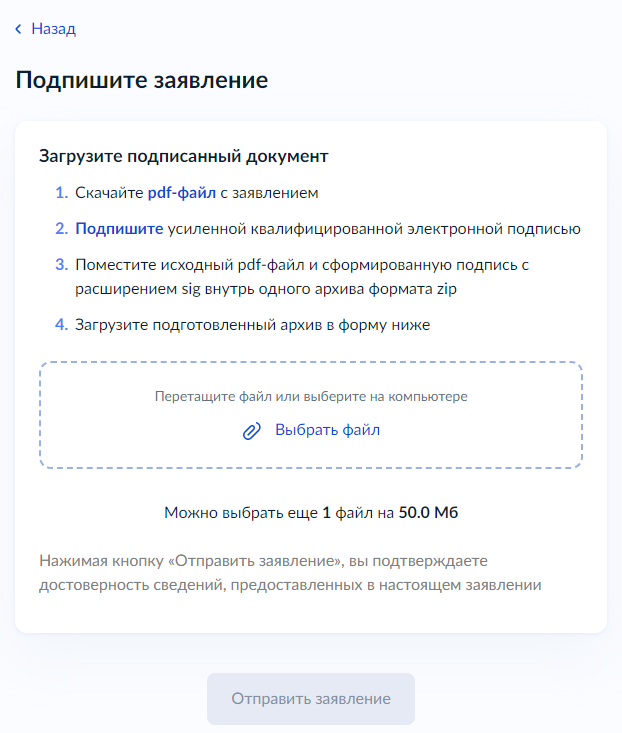 Назад
Подпишите заявление
Загрузите подписанный документ
1. Скачайте pdf-файл с заявлением
2. Подпишите усиленной квалифицированной электронной подписью
3. Поместите исходный pdf-файл и сформированную подпись с
расширением sig внутрь одного архива формата zip
4. Загрузите подготовленный архив в форму ниже
Перетащите файл или выберите на компьютере
Выбрать файл
Можно выбрать еще 1 файл на 50.0 Мб
Нажимая кнопку «Отправить заявление», вы подтверждаете
достоверность сведений, предоставленных в настоящем заявлении
Отправить заявление